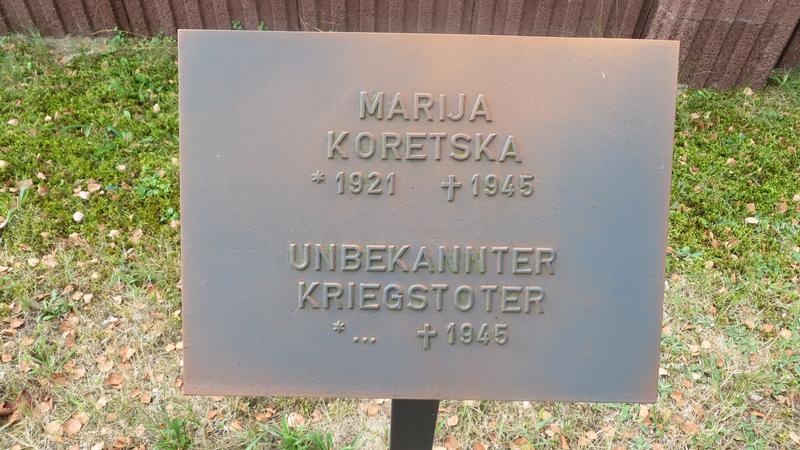 MARIJA
KORETSKA
* 1921 † 1945
UNBEKANNTER
KRIEGSTOTER
* ... † 1945